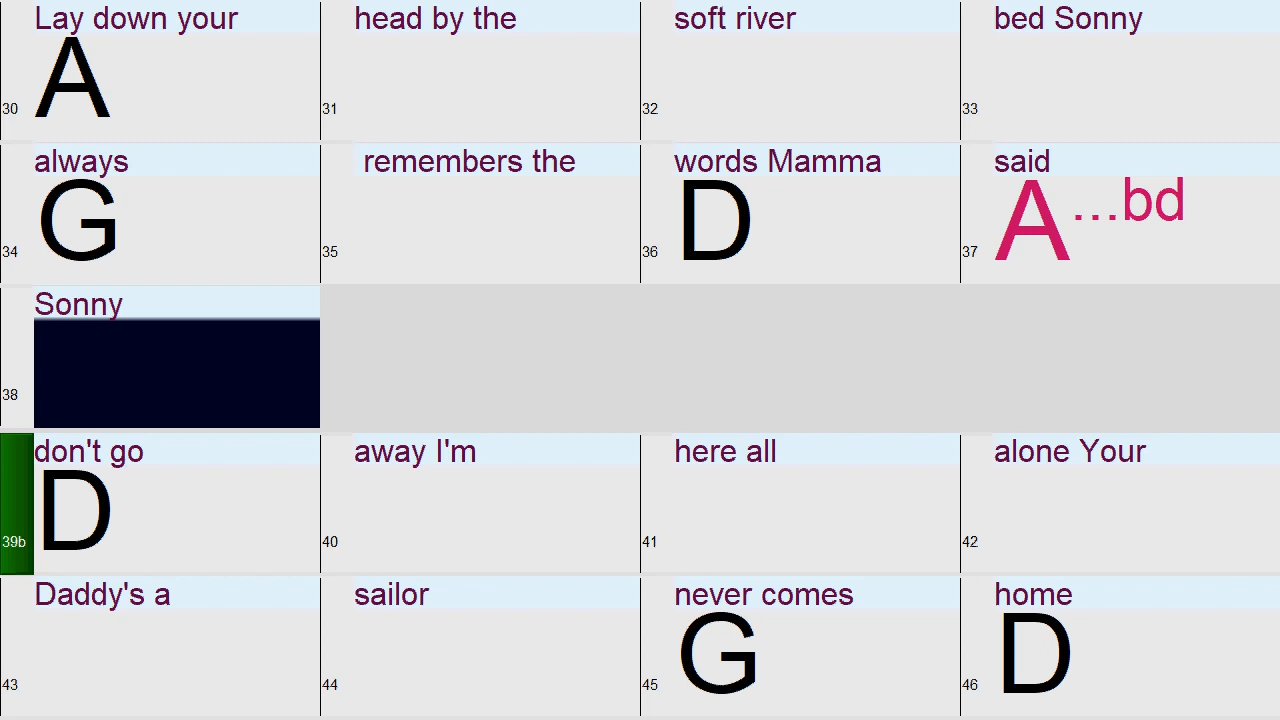 Lay down your head by the soft river bed Sonny
A
30 31 32 33
always remembers the words Mamma said
G D A...bd
34 35 36 37
Sonny
38
don't go away I'm here all alone Your
D
39b 40 41 42
Daddy's a sailor never comes home
G D
43 44 45 46